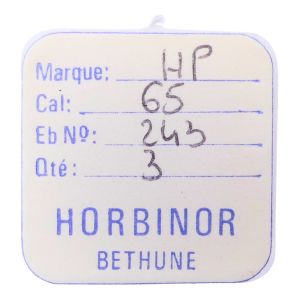 Marque: HP
Cal: 65
Eb Nº: 243
Qté: 3
HORBINOR
BETHUNE